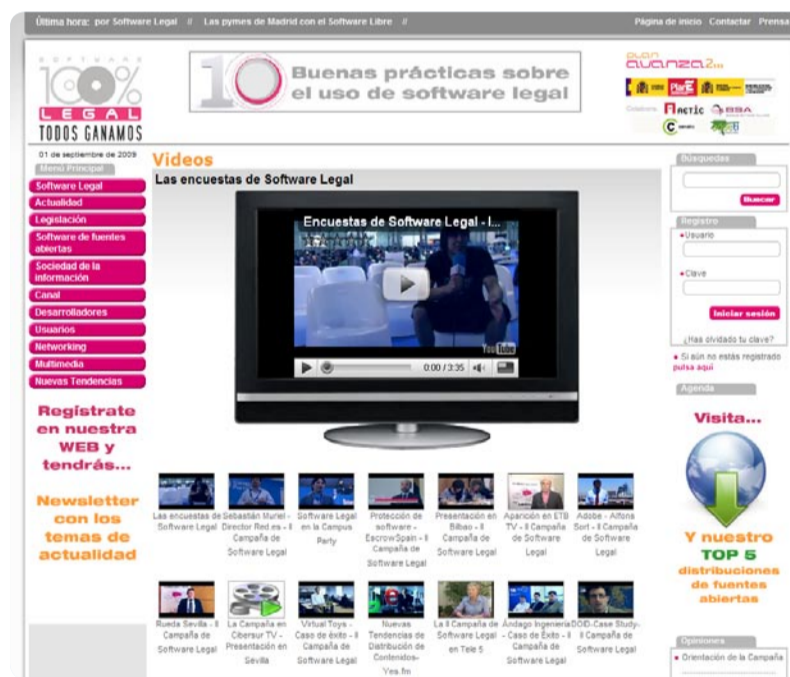 Última hora: por Software Legal // Las pymes de Madrid con el Software Libre //
Página de inicio Contactar Prensa
SOFTWARE
100%
LEGAL
TODOS GANAMOS
10 Buenas prácticas sobre
el uso de software legal
plan
avanza2
PlanE
Colabora:
AETIC
BSA
01 de septiembre de 2009
Menú Principal
Software Legal
Actualidad
Legislación
Software de fuentes
abiertas
Sociedad de la
información
Canal
Desarrolladores
Usuarios
Networking
Multimedia
Nuevas Tendencias
Regístrate
en nuestra
WEB y
tendrás...
Newsletter
con los
temas de
actualidad
Videos
Las encuestas de Software Legal
Encuestas de Software Legal - I...
YouTube
0:00 / 3:35
Las encuestas de
Software Legal
Sebastián Muriel -
Director Red.es - II
Campaña de
Software Legal
Software Legal
en la Campus
Party
Protección de
software -
EscrowSpain - II
Campaña de
Software Legal
Presentación en
Bilbao - II
Campaña de
Software Legal
Aparición en ETB
TV - II Campaña
de Software
Legal
Adobe - Alfons
Sort - II Campaña
de Software
Legal
Rueda Sevilla - II
Campaña de
Software Legal
La Campaña en
Cibersur TV -
Presentación en
Sevilla
Virtual Toys -
Caso de éxito - II
Campaña de
Software Legal
Nuevas
Tendencias de
Distribución de
Contenidos-
Yes.fm
La II Campaña de
Software Legal
en Tele 5
Ándago Ingeniería
- Caso de Éxito - II
Campaña de
Software Legal
DOID-Case Study-
II Campaña de
Software Legal
Búsquedas
Buscar
Registro
Usuario
Clave
Iniciar sesión
¿Has olvidado tu clave?
Si aún no estás registrado
pulsa aquí
Agenda
Visita...
Y nuestro
TOP 5
distribuciones
de fuentes
abiertas
Opiniones
Orientación de la Campaña